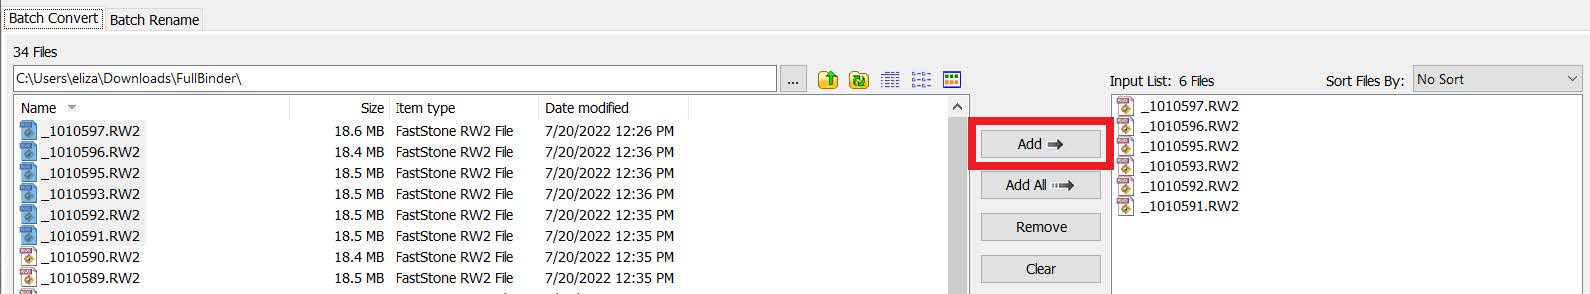 Batch Convert Batch Rename
34 Files
C:\Users\eliza\Downloads\FullBinder\ ... Input List: 6 Files Sort Files By: No Sort
Name Size Item type Date modified
_1010597.RW2 18.6 MB FastStone RW2 File 7/20/2022 12:26 PM
_1010596.RW2 18.4 MB FastStone RW2 File 7/20/2022 12:36 PM
_1010595.RW2 18.5 MB FastStone RW2 File 7/20/2022 12:36 PM
_1010593.RW2 18.5 MB FastStone RW2 File 7/20/2022 12:36 PM
_1010592.RW2 18.5 MB FastStone RW2 File 7/20/2022 12:35 PM
_1010591.RW2 18.5 MB FastStone RW2 File 7/20/2022 12:35 PM
_1010590.RW2 18.4 MB FastStone RW2 File 7/20/2022 12:35 PM
_1010589.RW2 18.5 MB FastStone RW2 File 7/20/2022 12:35 PM
Add
Add All
Remove
Clear
_1010597.RW2
_1010596.RW2
_1010595.RW2
_1010593.RW2
_1010592.RW2
_1010591.RW2